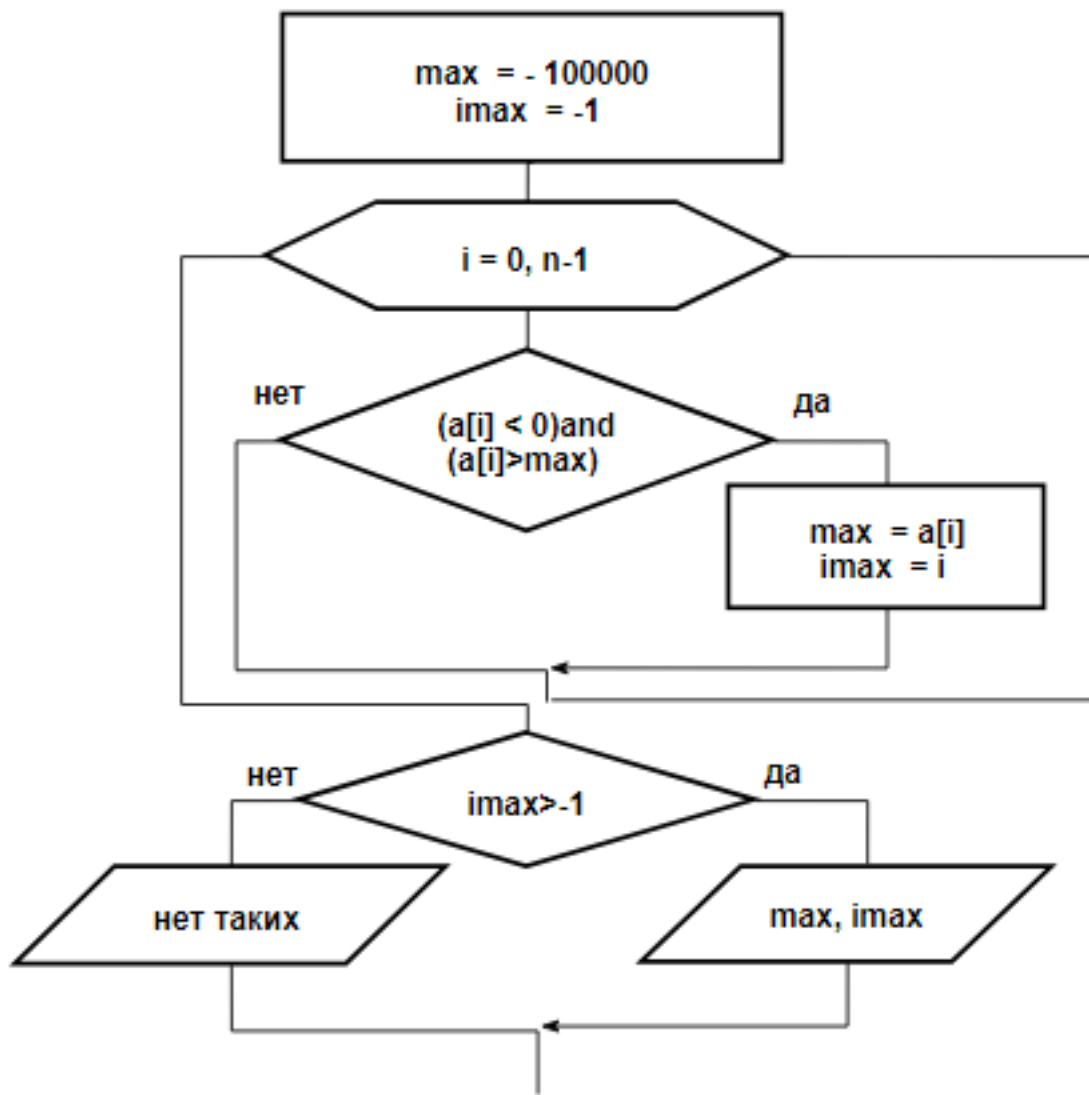 max = - 100000
imax = -1
i = 0, n-1
нет
да
(a[i] < 0)and
(a[i]>max)
max = a[i]
imax = i
нет
да
imax>-1
нет таких
max, imax